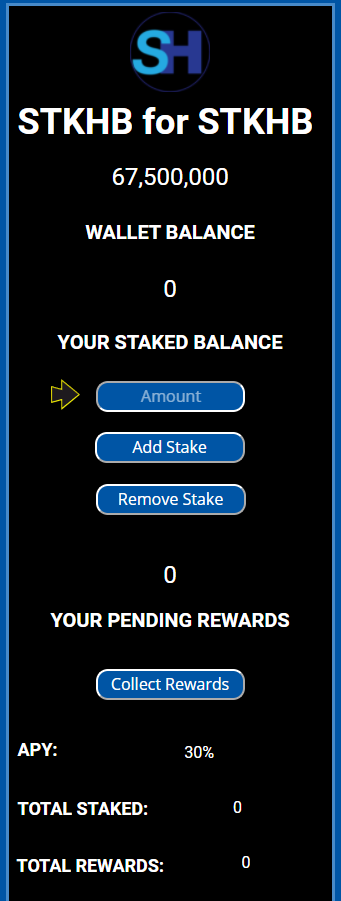 SH
STKHB for STKHB
67,500,000
WALLET BALANCE
0
YOUR STAKED BALANCE
Amount
Add Stake
Remove Stake
0
YOUR PENDING REWARDS
Collect Rewards
APY: 30%
TOTAL STAKED: 0
TOTAL REWARDS: 0